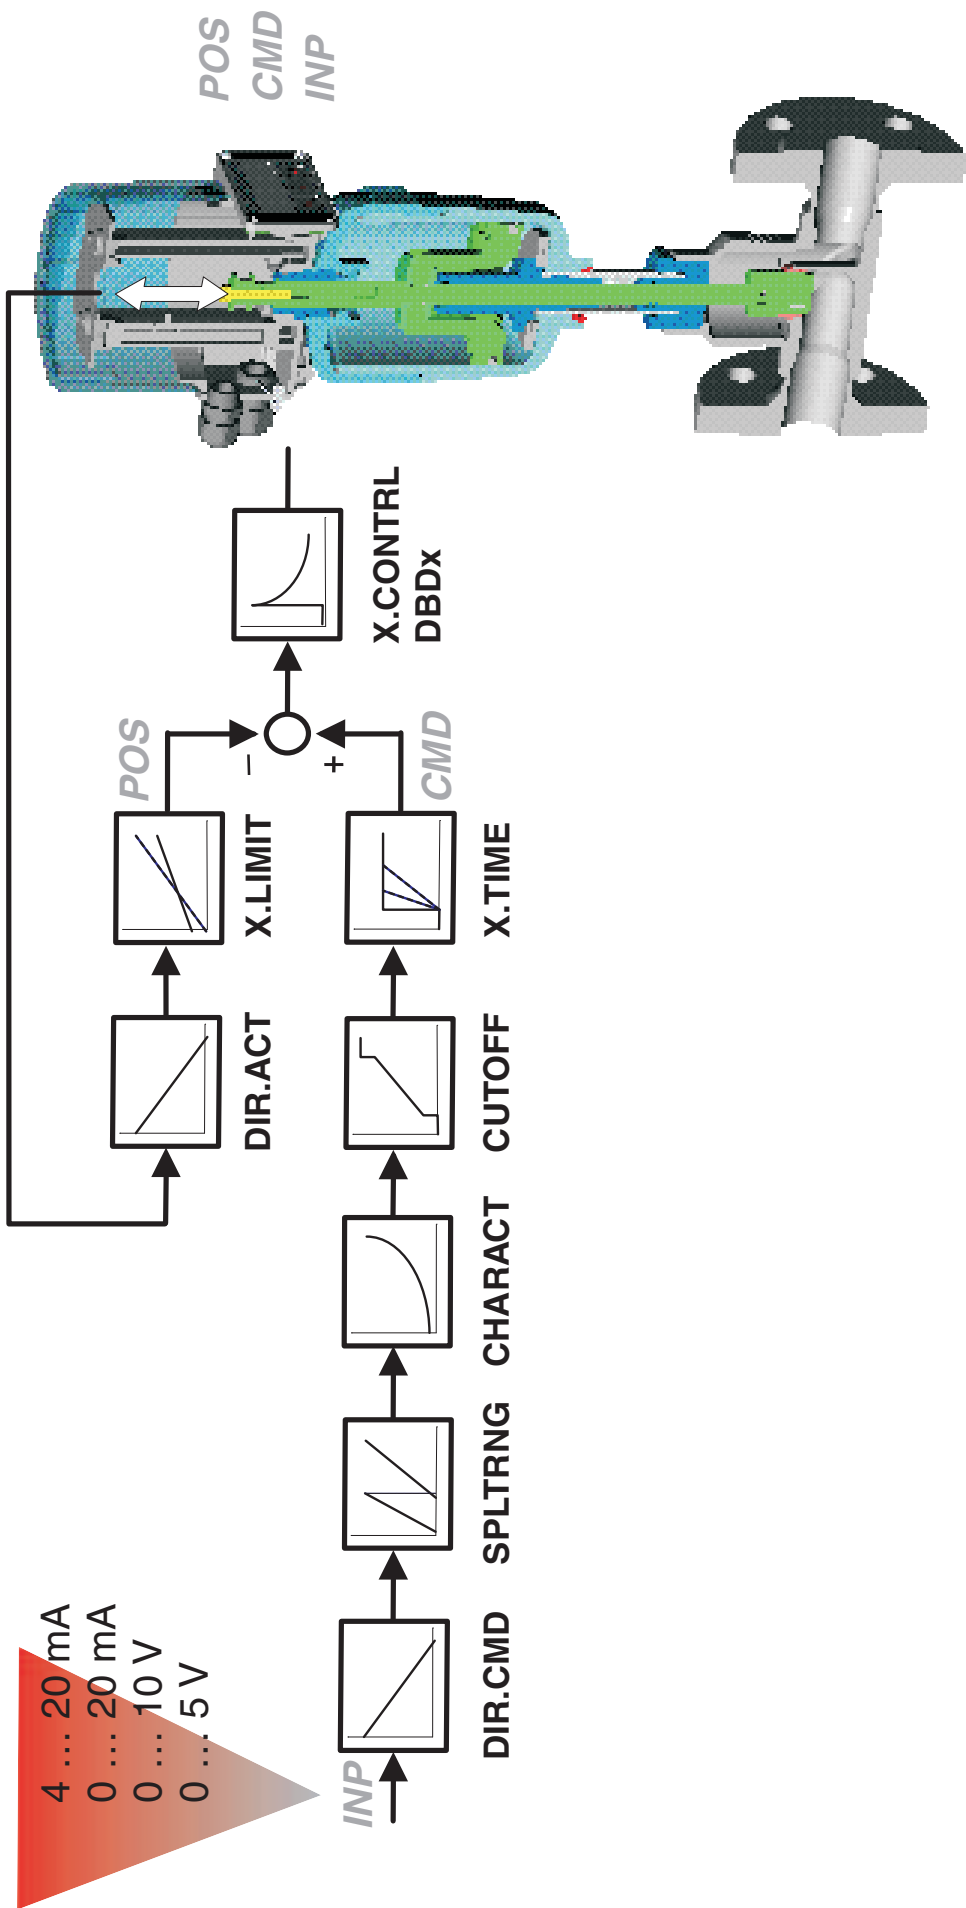 4 ... 20 mA
0 ... 20 mA
0 ... 10 V
0 ... 5 V
INP
DIR.CMD
SPLTRNG
CHARACT
CUTOFF
X.TIME
CMD
DIR.ACT
X.LIMIT
POS
–
+
X.CONTRL
DBDx
POS
CMD
INP